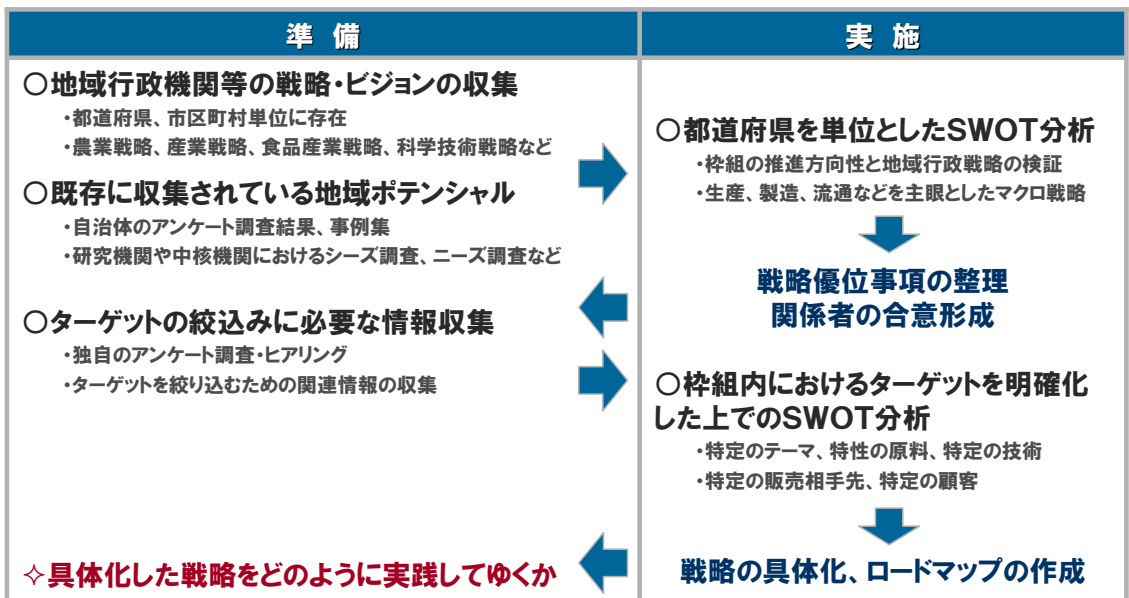 準 備
実 施
○地域行政機関等の戦略・ビジョンの収集
・都道府県、市区町村単位に存在
・農業戦略、産業戦略、食品産業戦略、科学技術戦略など
○既存に収集されている地域ポテンシャル
・自治体のアンケート調査結果、事例集
・研究機関や中核機関におけるシーズ調査、ニーズ調査など
○ターゲットの絞込みに必要な情報収集
・独自のアンケート調査・ヒアリング
・ターゲットを絞り込むための関連情報の収集
✧具体化した戦略をどのように実践してゆくか
○都道府県を単位としたSWOT分析
・枠組の推進方向性と地域行政戦略の検証
・生産、製造、流通などを主眼としたマクロ戦略
戦略優位事項の整理
関係者の合意形成
○枠組内におけるターゲットを明確化
した上でのSWOT分析
・特定のテーマ、特性の原料、特定の技術
・特定の販売相手先、特定の顧客
戦略の具体化、ロードマップの作成